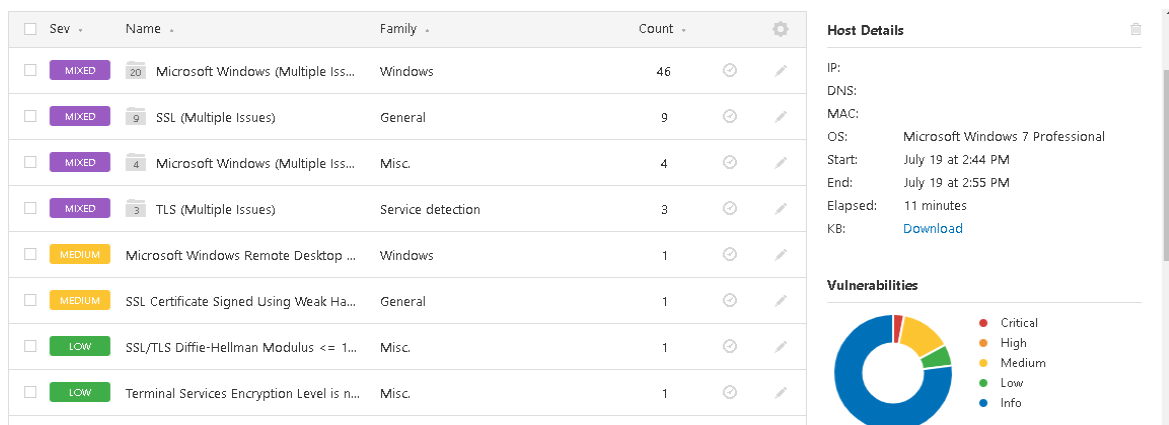 Sev Name Family Count
MIXED 20 Microsoft Windows (Multiple Iss... Windows 46
MIXED 9 SSL (Multiple Issues) General 9
MIXED 4 Microsoft Windows (Multiple Iss... Misc. 4
MIXED 3 TLS (Multiple Issues) Service detection 3
MEDIUM Microsoft Windows Remote Desktop ... Windows 1
MEDIUM SSL Certificate Signed Using Weak Ha... General 1
LOW SSL/TLS Diffie-Hellman Modulus <= 1... Misc. 1
LOW Terminal Services Encryption Level is n... Misc. 1
Host Details
IP:
DNS:
MAC:
OS: Microsoft Windows 7 Professional
Start: July 19 at 2:44 PM
End: July 19 at 2:55 PM
Elapsed: 11 minutes
KB: Download
Vulnerabilities
Critical
High
Medium
Low
Info